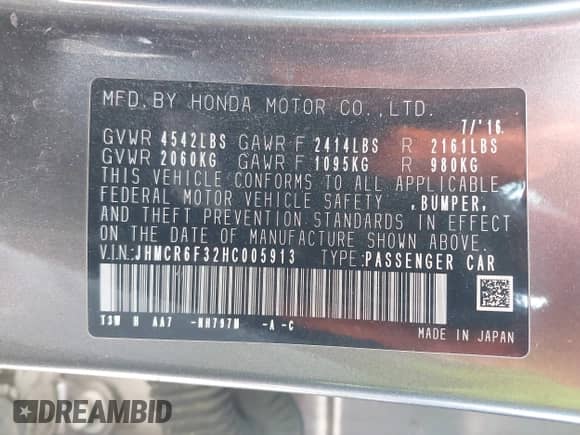 MFD. BY HONDA MOTOR CO., LTD.
7/'16
GVWR 4542LBS GAWR F 2414LBS R 2161LBS
GVWR 2060KG GAWR F 1095KG R 980KG
THIS VEHICLE CONFORMS TO ALL APPLICABLE
FEDERAL MOTOR VEHICLE SAFETY ,BUMPER,
AND THEFT PREVENTION STANDARDS IN EFFECT
ON THE DATE OF MANUFACTURE SHOWN ABOVE.
V.I.N: JHMCR6F32HC005913 TYPE: PASSENGER CAR
T3W H AA7 -NH797M -A -C
MADE IN JAPAN
DREAMBID